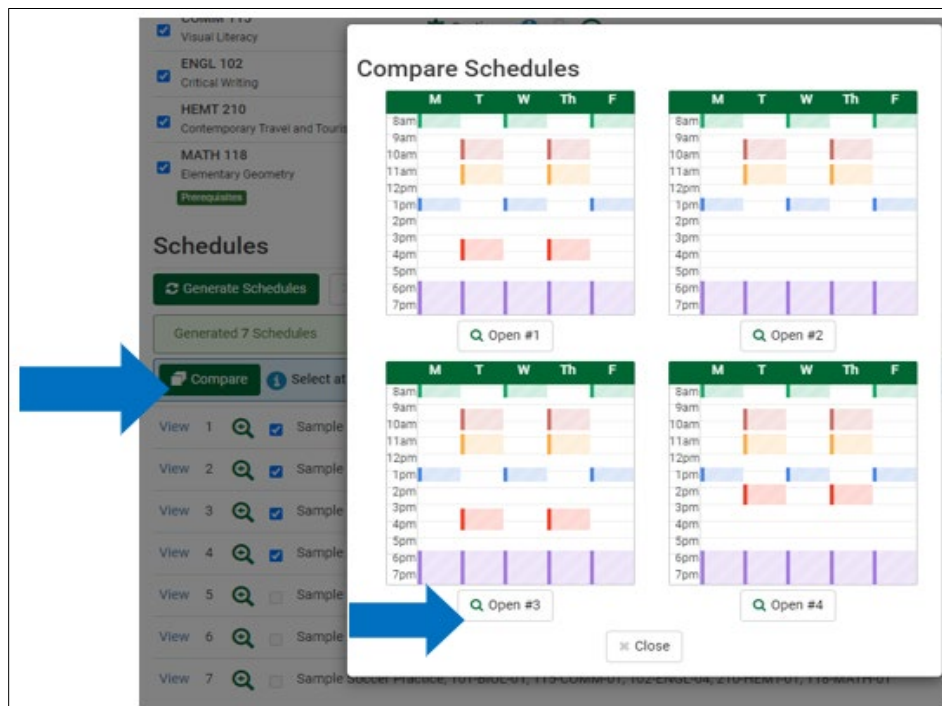 COMM 115
Visual Literacy
ENGL 102
Critical Writing
HEMT 210
Contemporary Travel and Touris
MATH 118
Elementary Geometry
Prerequisites
Schedules
Generate Schedules
Generated 7 Schedules
Compare
Select at
View 1 Sample
View 2 Sample
View 3 Sample
View 4 Sample
View 5 Sample
View 6 Sample
View 7 Sample Soccer Practice, 101-BIOL-01, 115-COMM-01, 102-ENGL-04, 210-HEMT-01, 118-MATH-01
Compare Schedules
M T W Th F
8am
9am
10am
11am
12pm
1pm
2pm
3pm
4pm
5pm
6pm
7pm
Open #1
M T W Th F
8am
9am
10am
11am
12pm
1pm
2pm
3pm
4pm
5pm
6pm
7pm
Open #2
M T W Th F
8am
9am
10am
11am
12pm
1pm
2pm
3pm
4pm
5pm
6pm
7pm
Open #3
M T W Th F
8am
9am
10am
11am
12pm
1pm
2pm
3pm
4pm
5pm
6pm
7pm
Open #4
Close